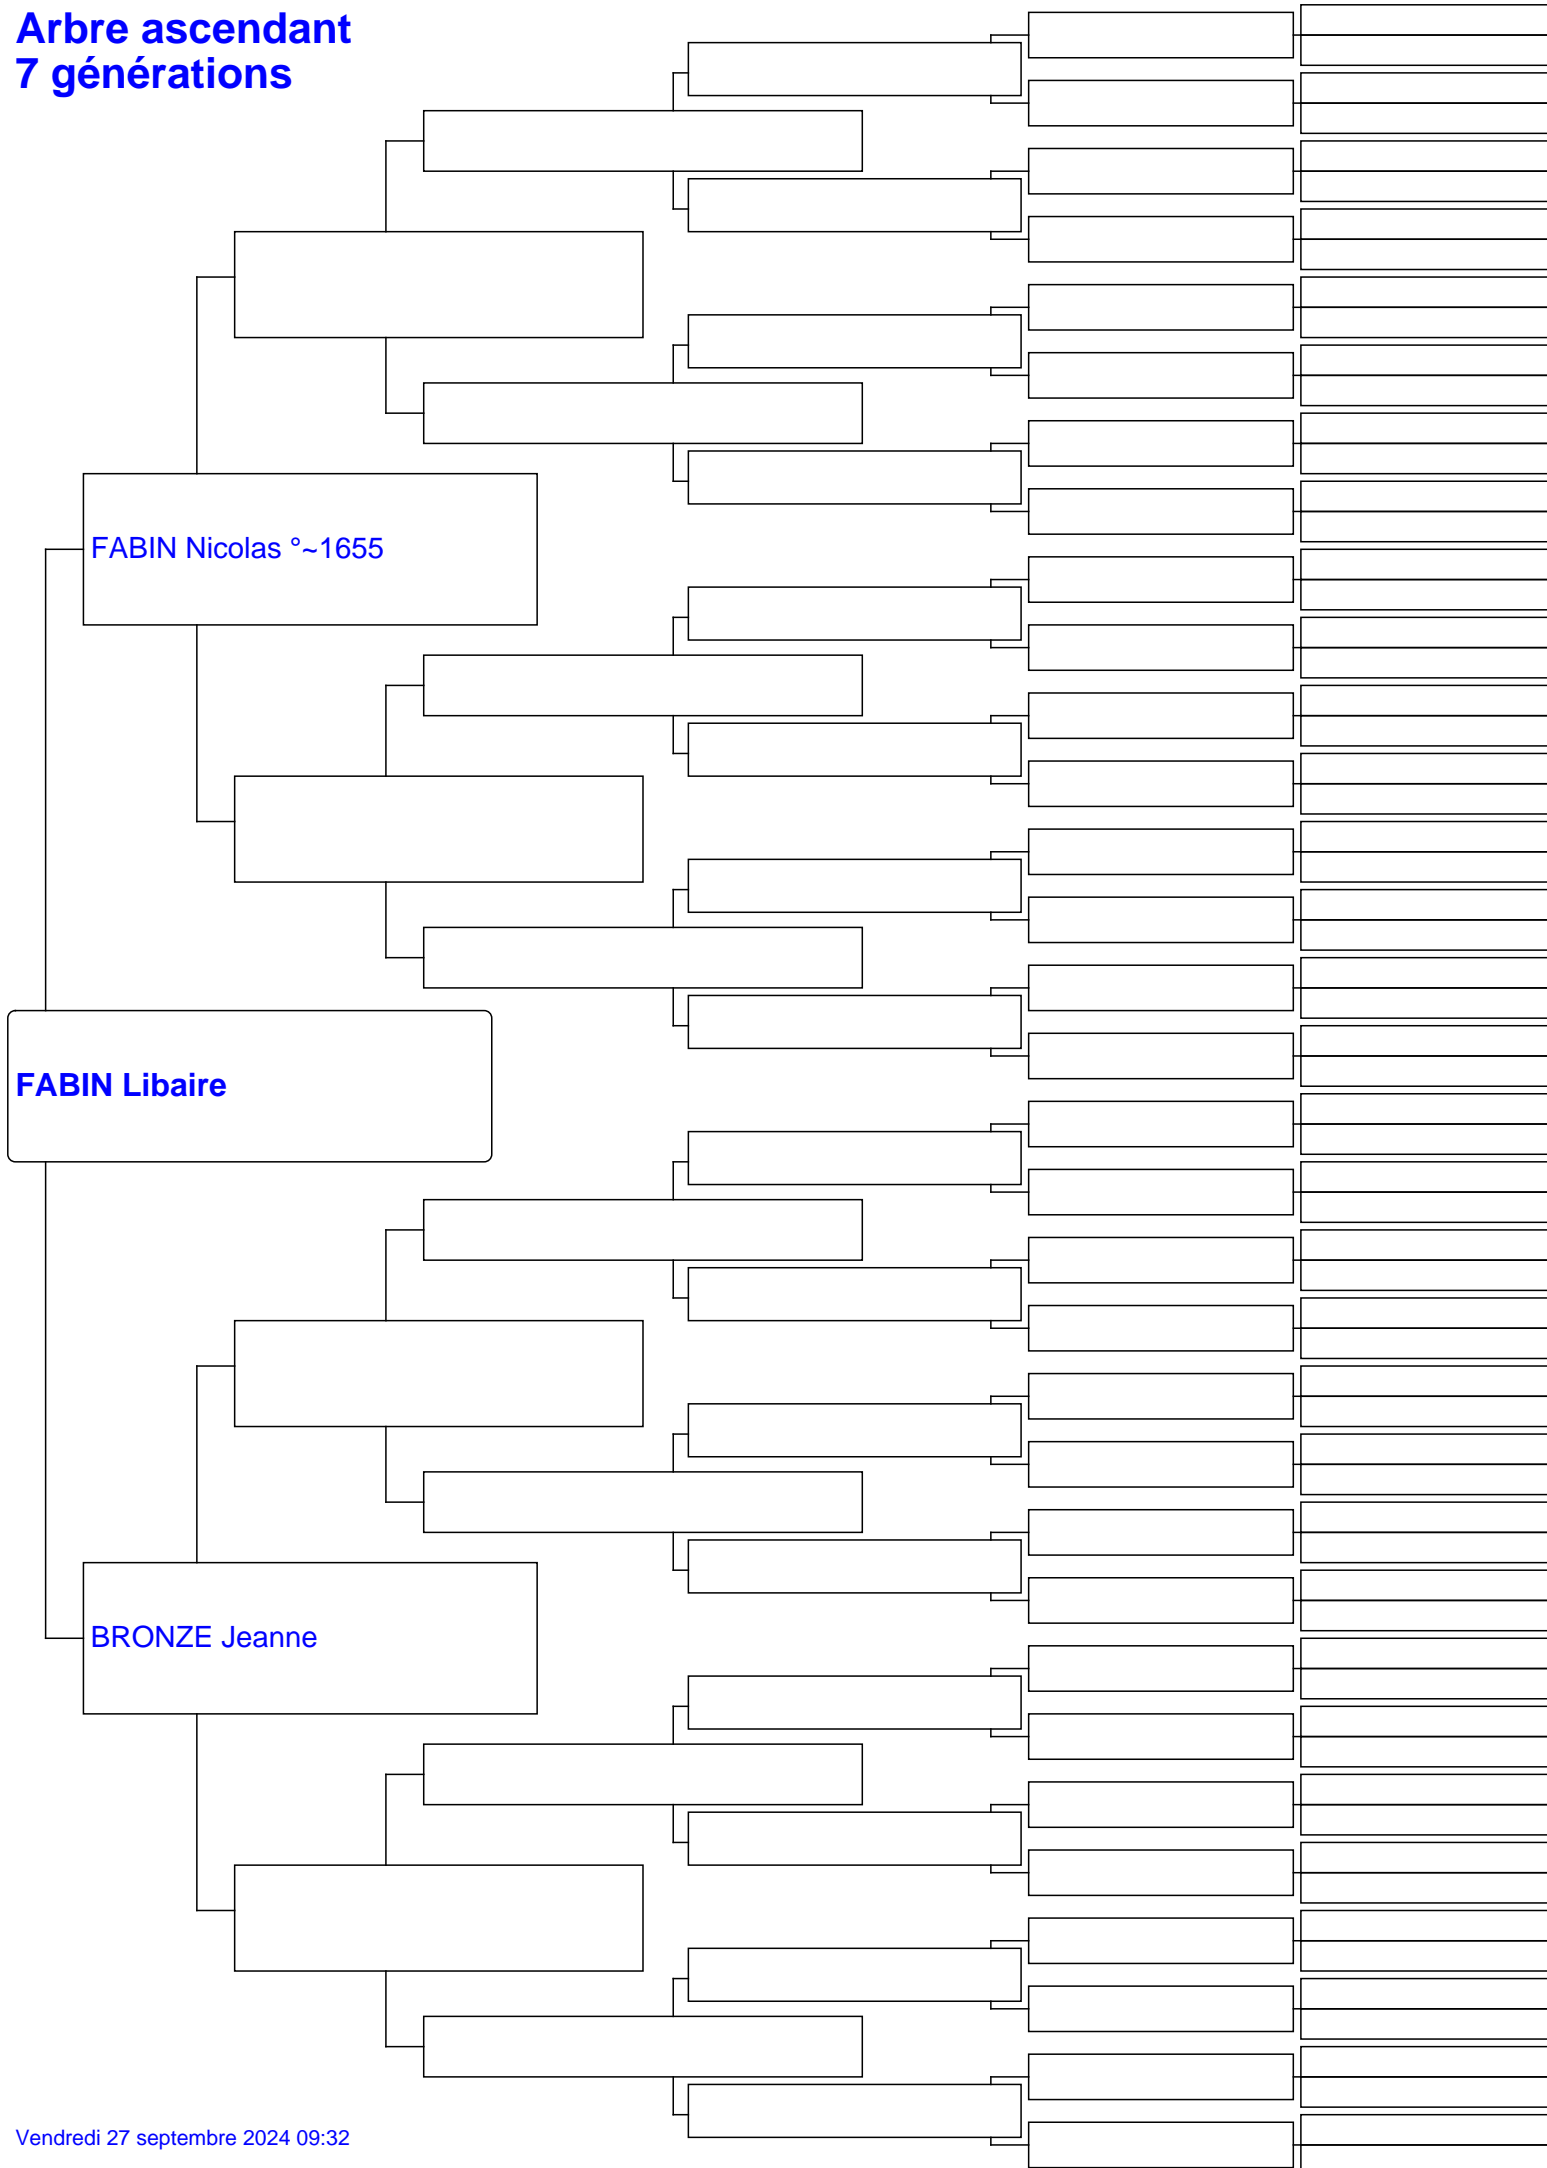 Arbre ascendant
7 générations
FABIN Nicolas °~1655
FABIN Libaire
BRONZE Jeanne
Vendredi 27 septembre 2024 09:32